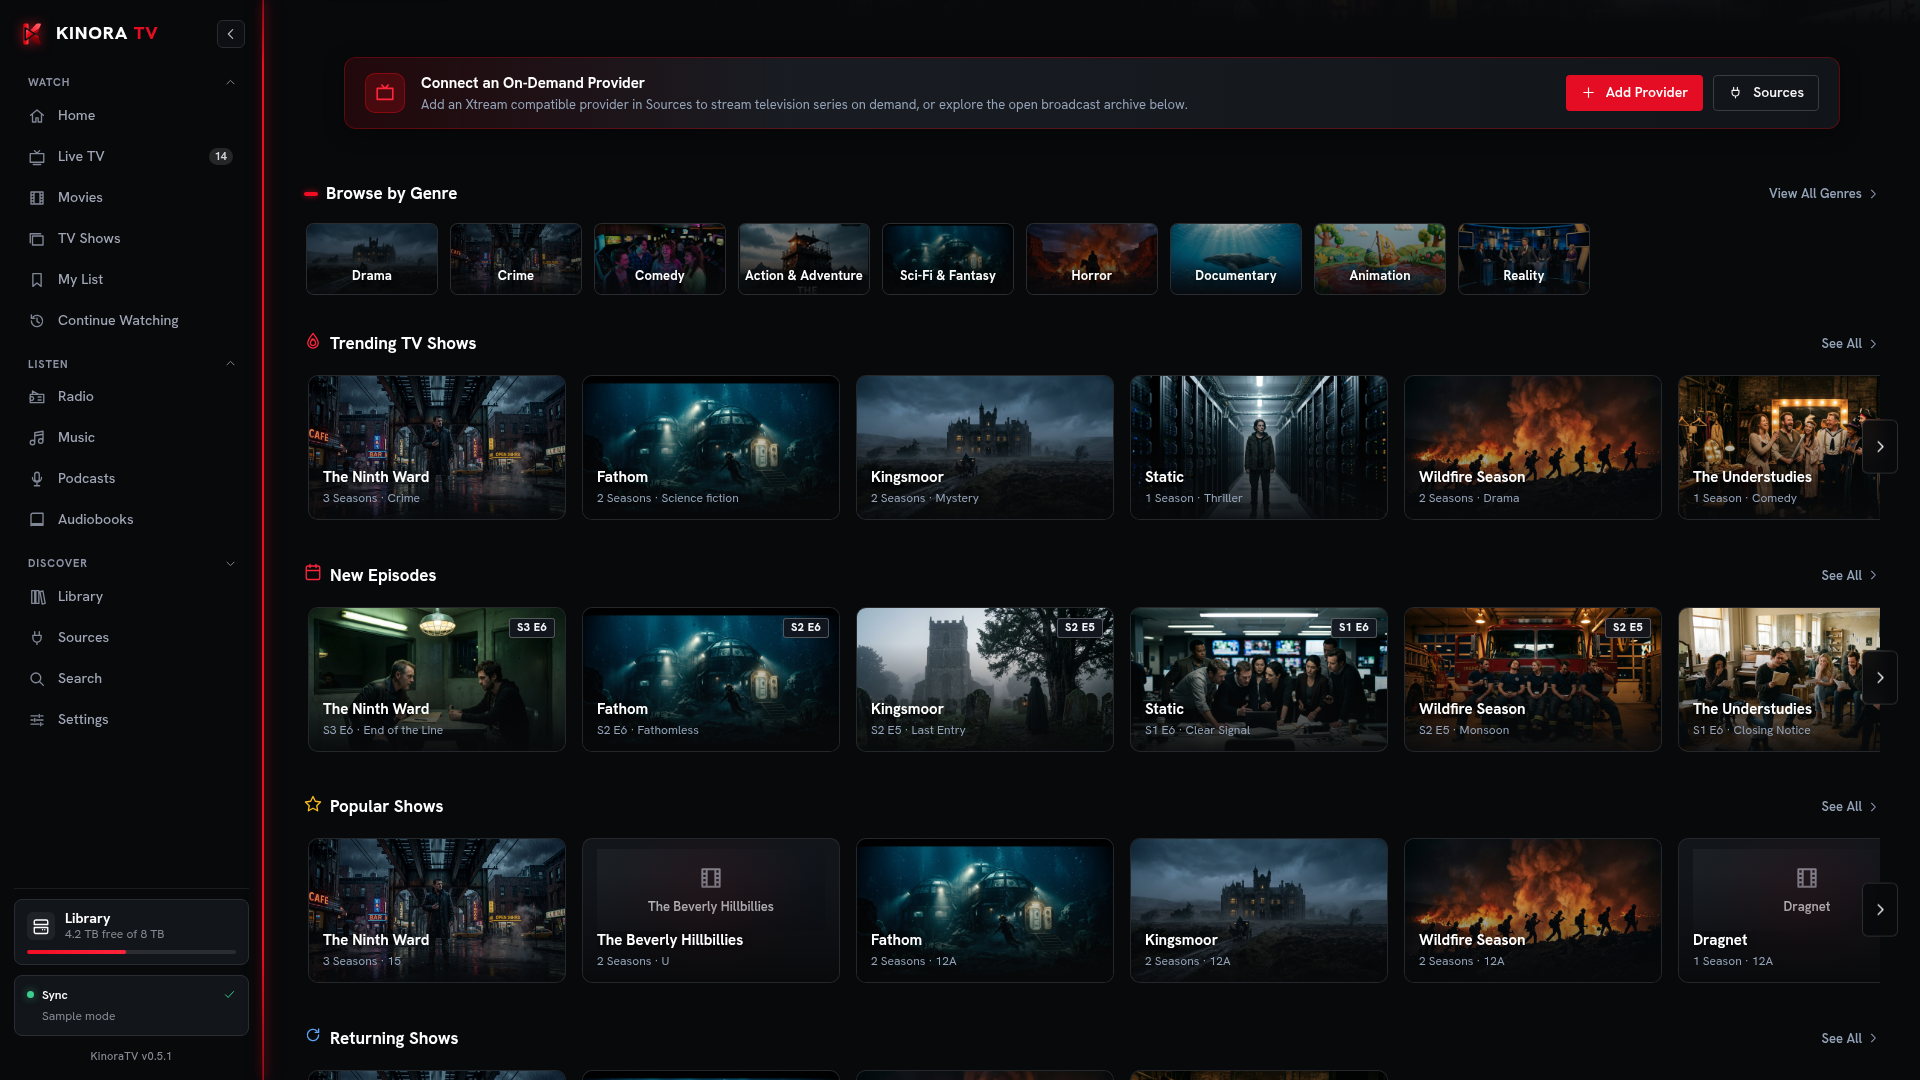 KINORA TV
WATCH
Home
Live TV 14
Movies
TV Shows
My List
Continue Watching
LISTEN
Radio
Music
Podcasts
Audiobooks
DISCOVER
Library
Sources
Search
Settings
Library
4.2 TB free of 8 TB
Sync
Sample mode
KinoraTV v0.5.1
Connect an On-Demand Provider
Add an Xtream compatible provider in Sources to stream television series on demand, or explore the open broadcast archive below.
Add Provider
Sources
Browse by Genre
View All Genres
Drama
Crime
Comedy
Action & Adventure
THE
Sci-Fi & Fantasy
Horror
Documentary
Animation
Reality
Trending TV Shows
See All
CAFE
BAR
OPEN
The Ninth Ward
3 Seasons · Crime
Fathom
2 Seasons · Science fiction
Kingsmoor
2 Seasons · Mystery
Static
1 Season · Thriller
Wildfire Season
2 Seasons · Drama
The Understudies
1 Season · Comedy
New Episodes
See All
S3 E6
The Ninth Ward
S3 E6 · End of the Line
S2 E6
Fathom
S2 E6 · Fathomless
S2 E5
Kingsmoor
S2 E5 · Last Entry
S1 E6
Static
S1 E6 · Clear Signal
S2 E5
Wildfire Season
S2 E5 · Monsoon
The Understudies
S1 E6 · Closing Notice
Popular Shows
See All
CAFE
BAR
OPEN
The Ninth Ward
3 Seasons · 15
The Beverly Hillbillies
The Beverly Hillbillies
2 Seasons · U
Fathom
2 Seasons · 12A
Kingsmoor
2 Seasons · 12A
Wildfire Season
2 Seasons · 12A
Dragnet
Dragnet
1 Season · 12A
Returning Shows
See All